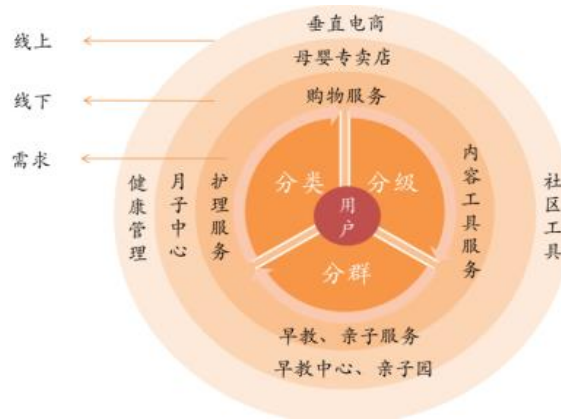 垂直电商
线上
母婴专卖店
线下
购物服务
需求
分类
分级
用户
分群
健康管理
月子中心
护理服务
内容工具服务
社区工具
早教、亲子服务
早教中心、亲子园